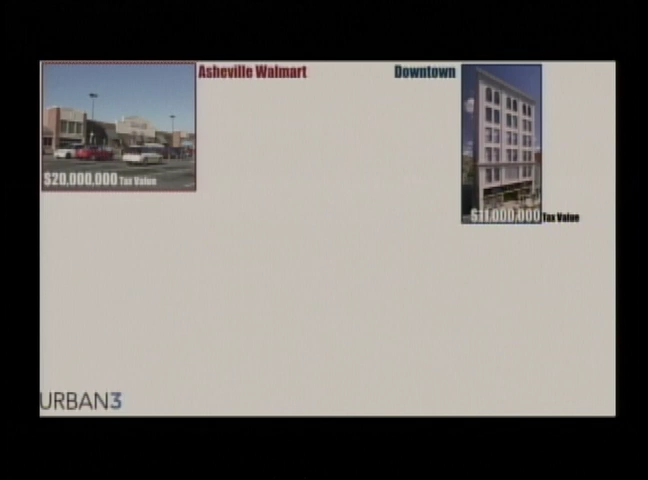 Asheville Walmart
Downtown
$20,000,000 Tax Value
$11,000,000 Tax Value
URBAN3